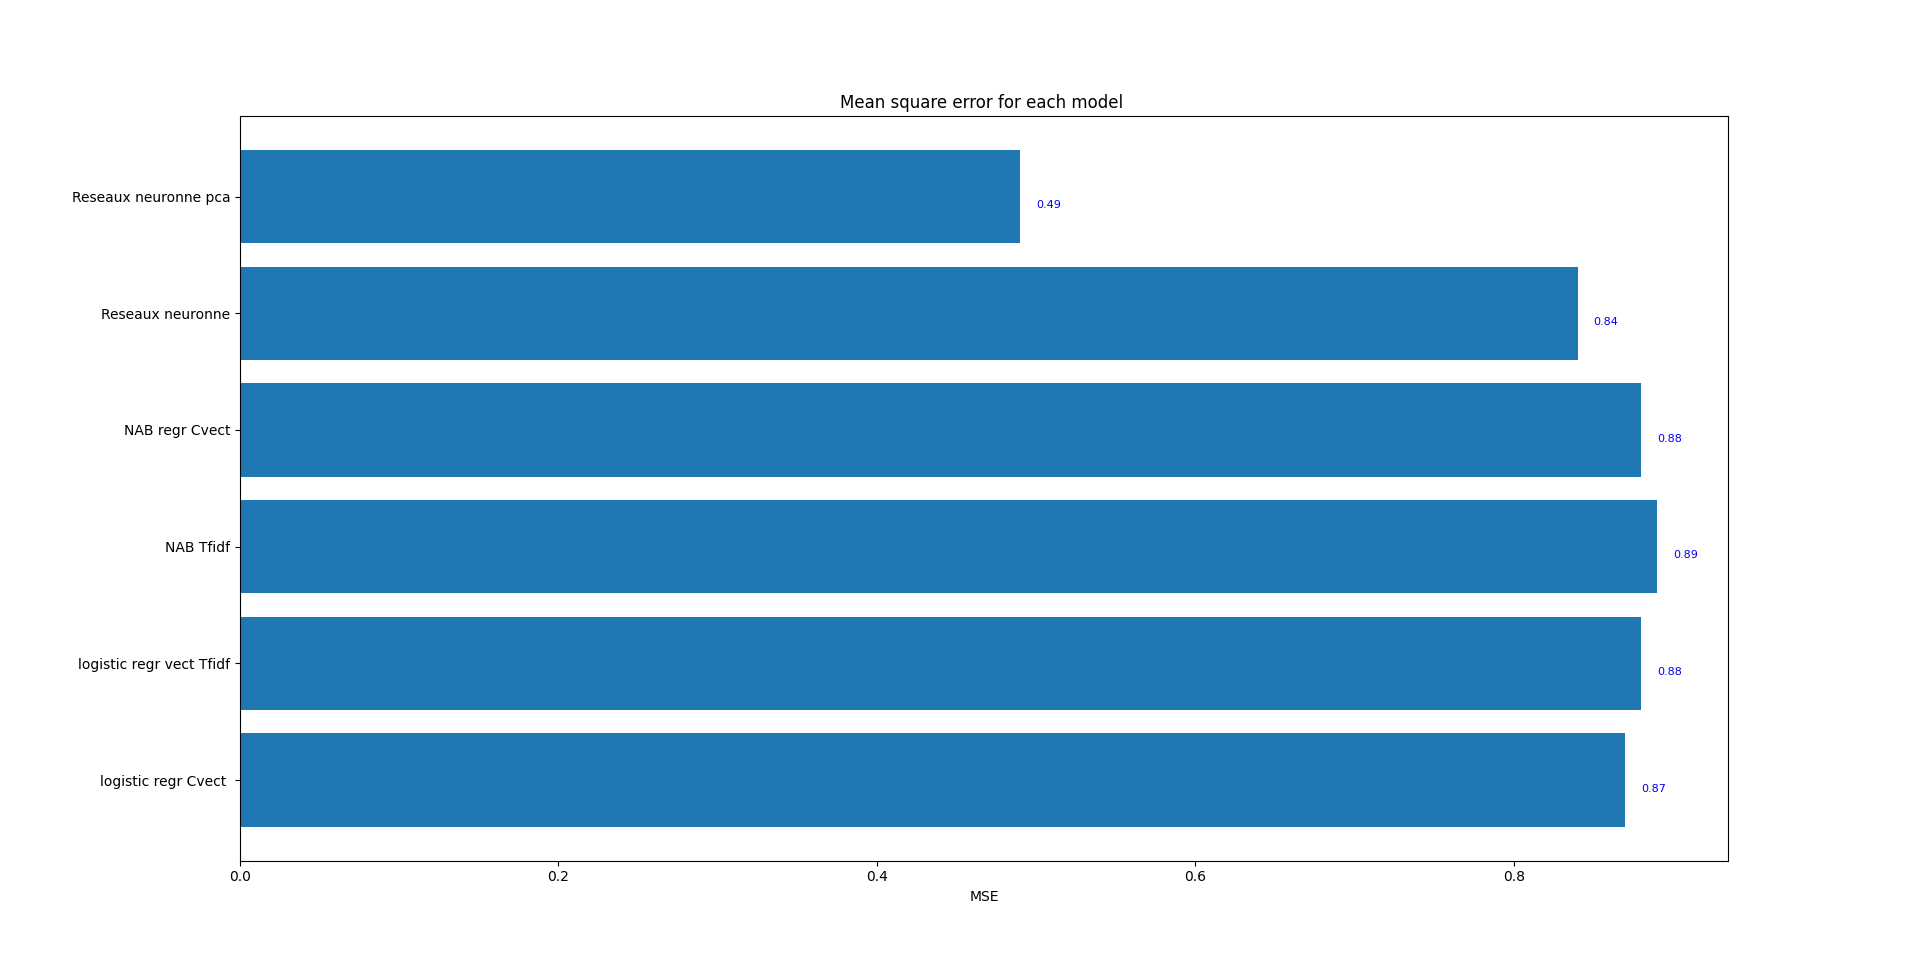 Mean square error for each model
Reseaux neuronne pca
0.49
Reseaux neuronne
0.84
NAB regr Cvect
0.88
NAB Tfidf
0.89
logistic regr vect Tfidf
0.88
logistic regr Cvect
0.87
0.0 0.2 0.4 0.6 0.8
MSE